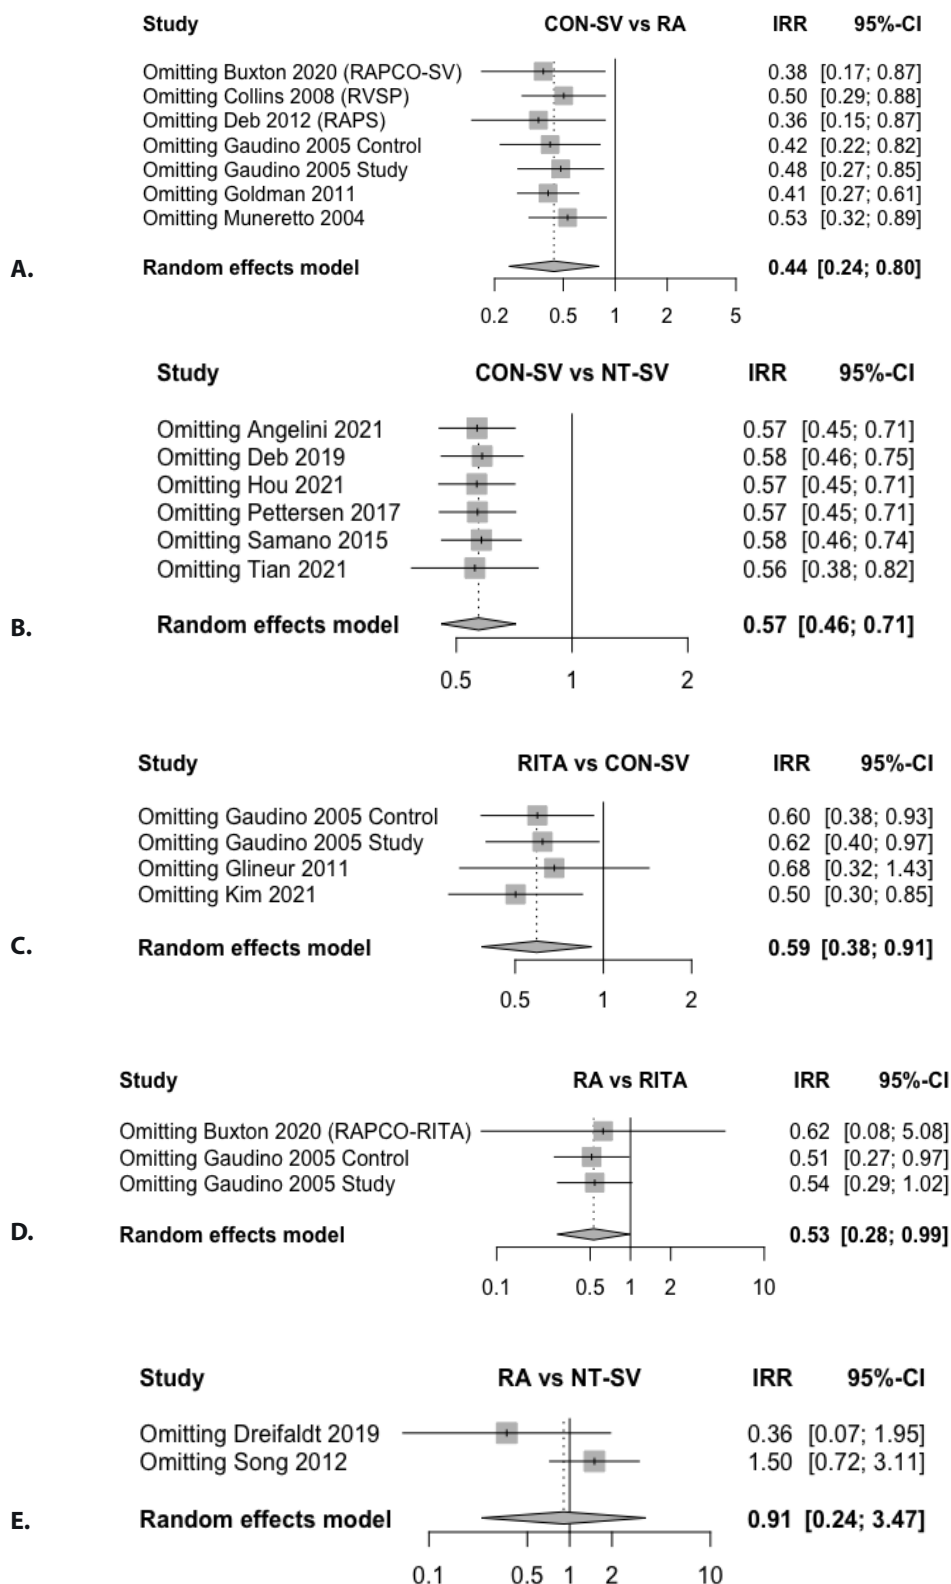 Study CON-SV vs RA IRR 95%-CI
Omitting Buxton 2020 (RAPCO-SV) 0.38 [0.17; 0.87]
Omitting Collins 2008 (RVSP) 0.50 [0.29; 0.88]
Omitting Deb 2012 (RAPS) 0.36 [0.15; 0.87]
Omitting Gaudino 2005 Control 0.42 [0.22; 0.82]
Omitting Gaudino 2005 Study 0.48 [0.27; 0.85]
Omitting Goldman 2011 0.41 [0.27; 0.61]
Omitting Muneretto 2004 0.53 [0.32; 0.89]
A. Random effects model 0.44 [0.24; 0.80]
0.2 0.5 1 2 5
Study CON-SV vs NT-SV IRR 95%-CI
Omitting Angelini 2021 0.57 [0.45; 0.71]
Omitting Deb 2019 0.58 [0.46; 0.75]
Omitting Hou 2021 0.57 [0.45; 0.71]
Omitting Pettersen 2017 0.57 [0.45; 0.71]
Omitting Samano 2015 0.58 [0.46; 0.74]
Omitting Tian 2021 0.56 [0.38; 0.82]
B. Random effects model 0.57 [0.46; 0.71]
0.5 1 2
Study RITA vs CON-SV IRR 95%-CI
Omitting Gaudino 2005 Control 0.60 [0.38; 0.93]
Omitting Gaudino 2005 Study 0.62 [0.40; 0.97]
Omitting Glineur 2011 0.68 [0.32; 1.43]
Omitting Kim 2021 0.50 [0.30; 0.85]
C. Random effects model 0.59 [0.38; 0.91]
0.5 1 2
Study RA vs RITA IRR 95%-CI
Omitting Buxton 2020 (RAPCO-RITA) 0.62 [0.08; 5.08]
Omitting Gaudino 2005 Control 0.51 [0.27; 0.97]
Omitting Gaudino 2005 Study 0.54 [0.29; 1.02]
D. Random effects model 0.53 [0.28; 0.99]
0.1 0.5 1 2 10
Study RA vs NT-SV IRR 95%-CI
Omitting Dreifaldt 2019 0.36 [0.07; 1.95]
Omitting Song 2012 1.50 [0.72; 3.11]
E. Random effects model 0.91 [0.24; 3.47]
0.1 0.5 1 2 10